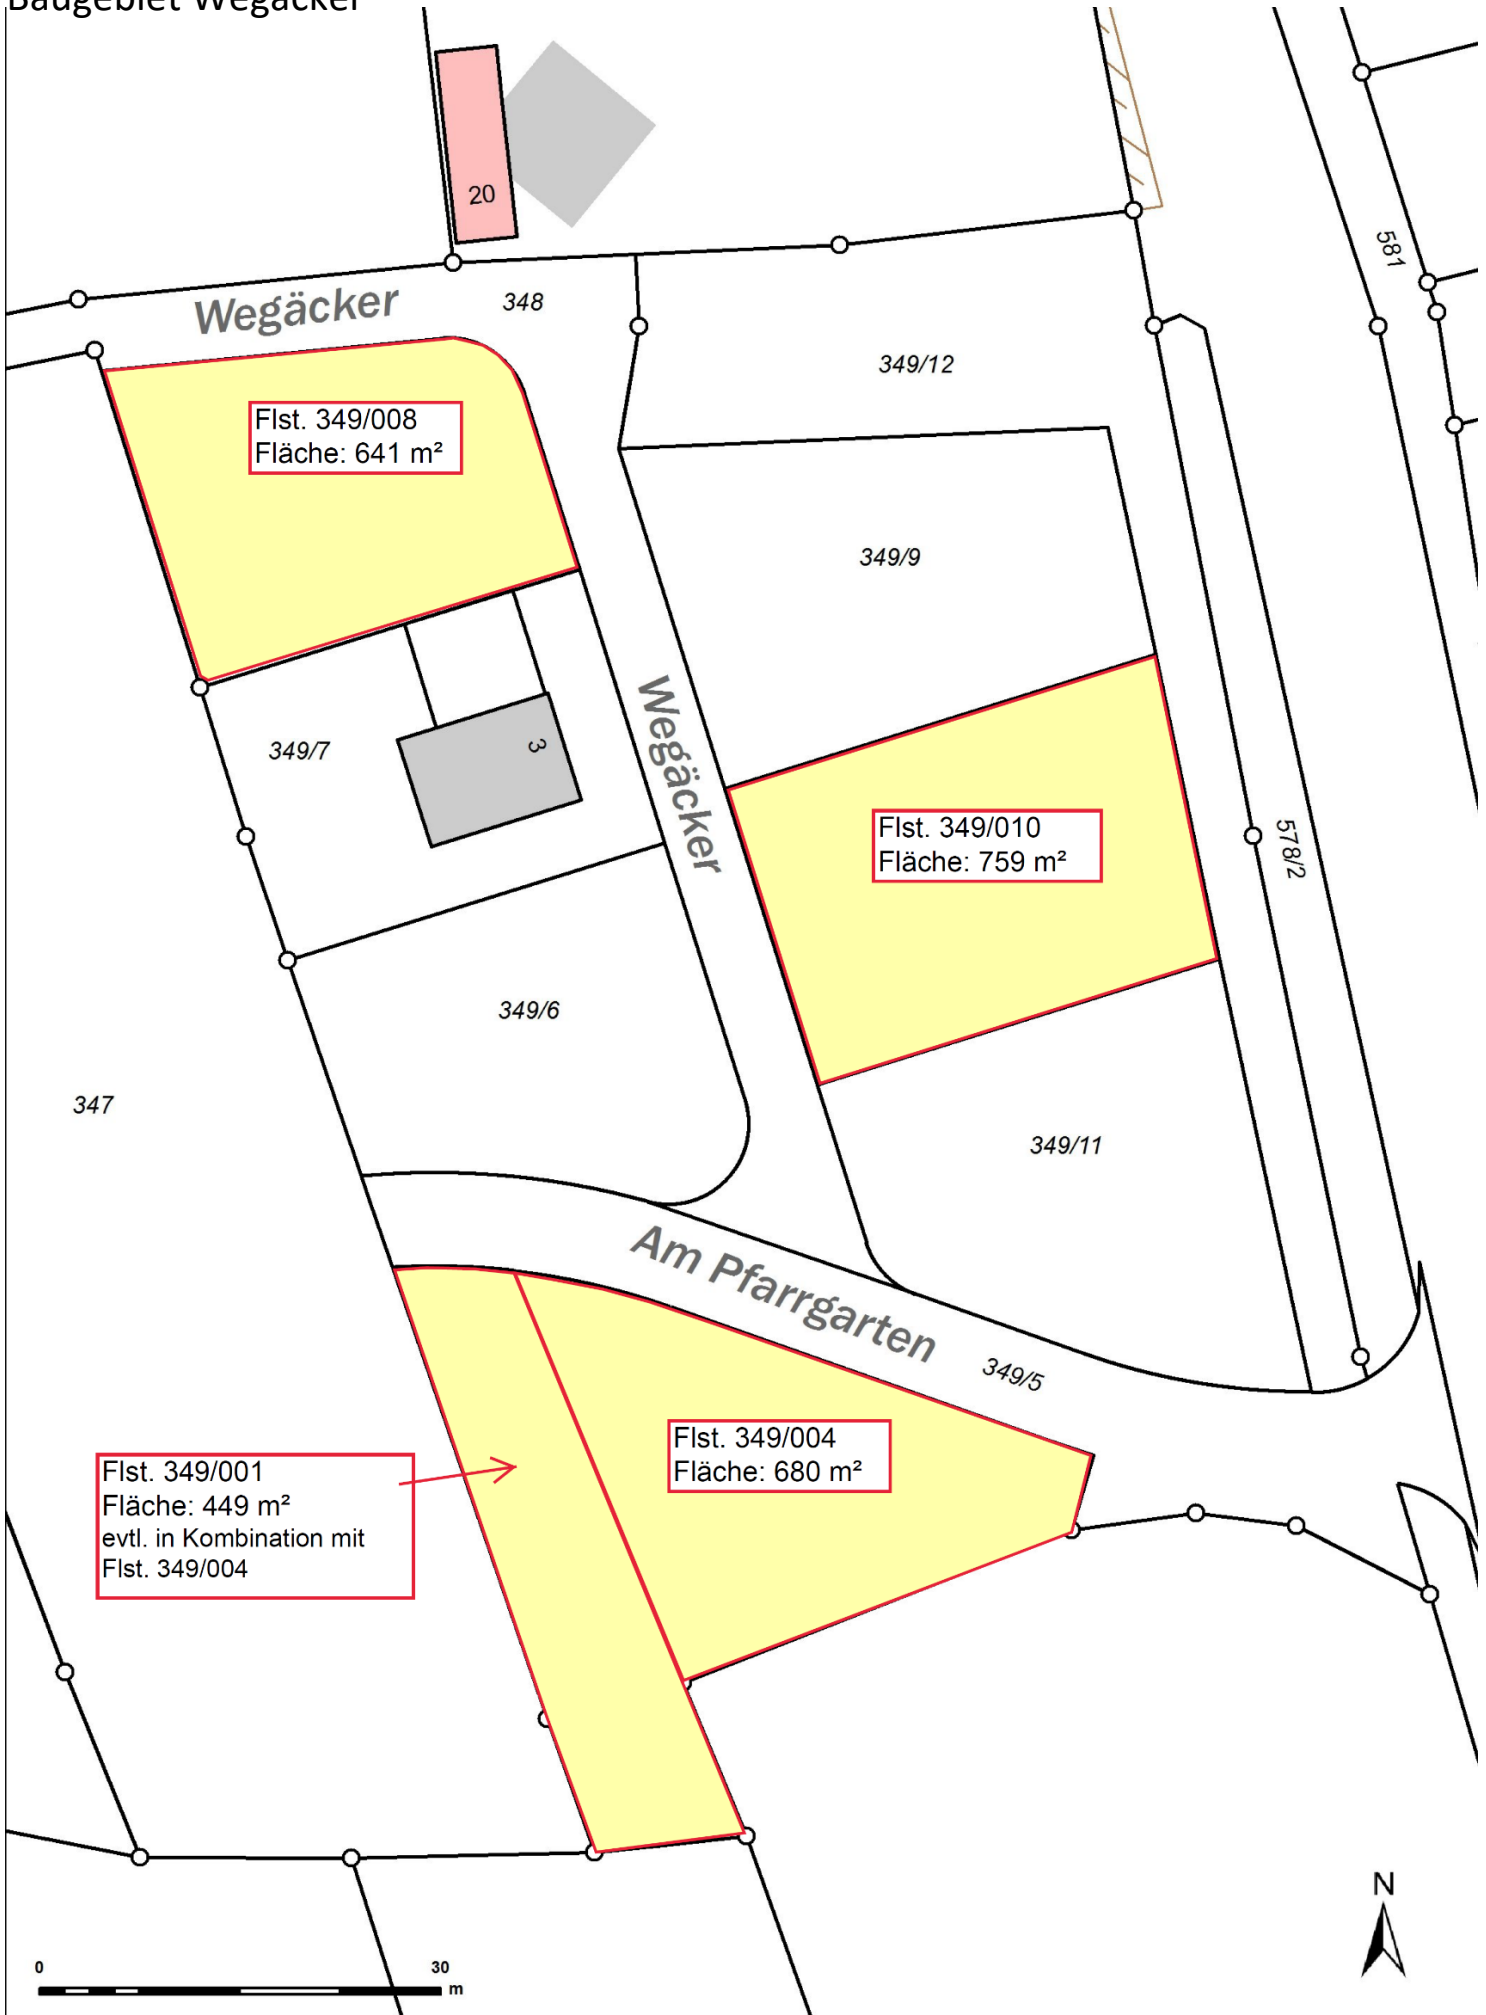 Baugebiet Wegäcker
20
581
Wegäcker
348
349/12
Flst. 349/008
Fläche: 641 m²
349/9
Wegäcker
349/7
3
Flst. 349/010
Fläche: 759 m²
578/2
349/6
347
349/11
Am Pfarrgarten
349/5
Flst. 349/004
Fläche: 680 m²
Flst. 349/001
Fläche: 449 m²
evtl. in Kombination mit
Flst. 349/004
N
0
30
m